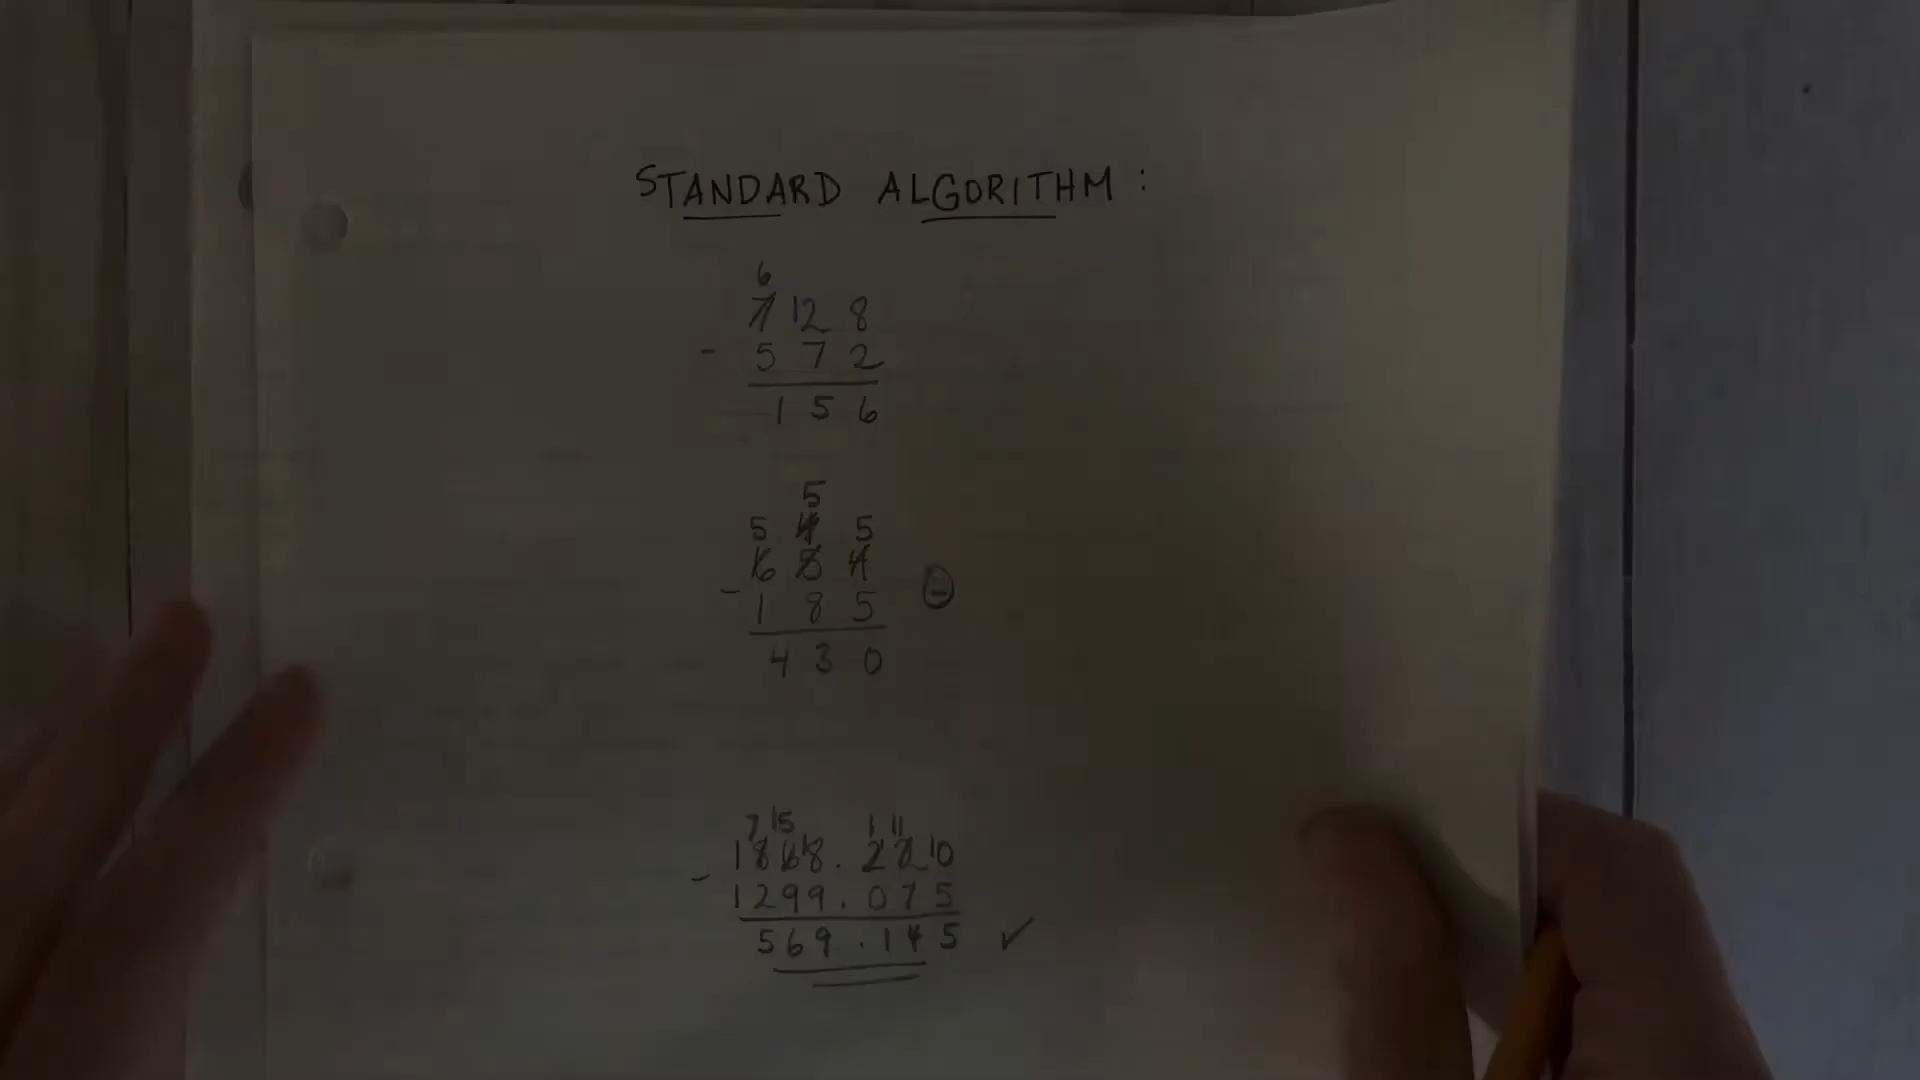 STANDARD ALGORITHM :
6
7 12 8
- 5 7 2
1 5 6
5
5 4 5
6 8 4
- 1 8 5
4 3 0
7 15 1 11
1 8 6 18 . 2 2 10
- 1 2 9 9 . 0 7 5
5 6 9 . 1 4 5 ✓